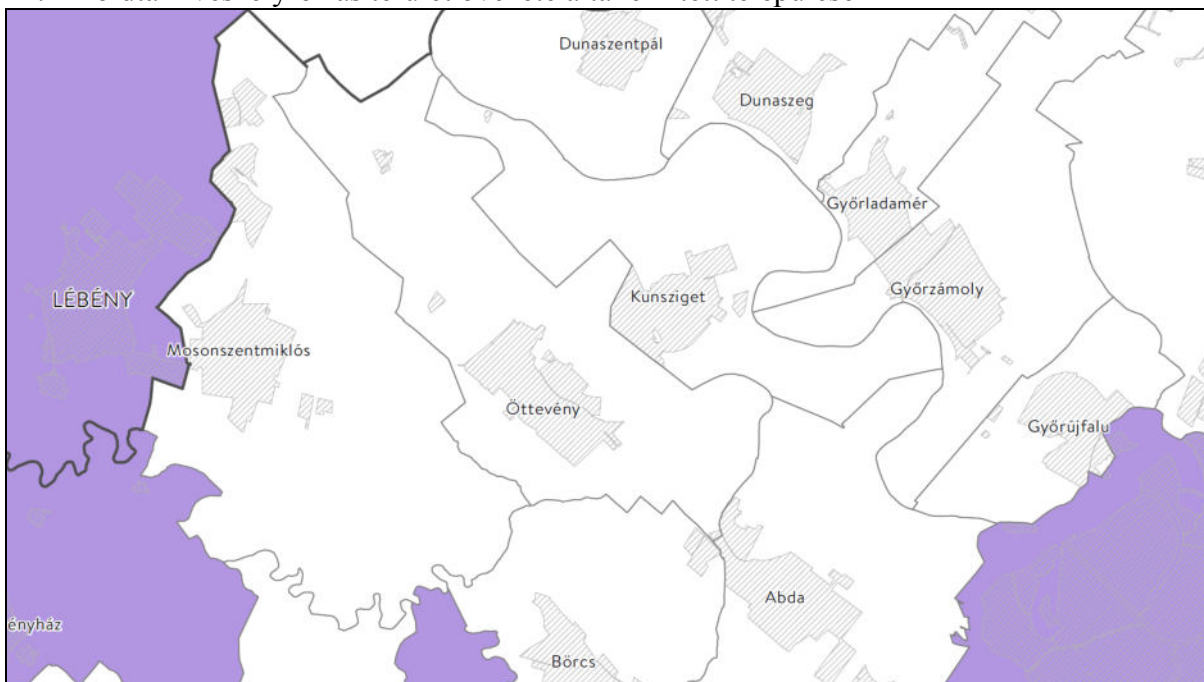 Dunaszentpál
Dunaszeg
Győrladamér
LÉBÉNY
Kunsziget
Győrzámoly
Mosonszentmiklós
Öttevény
Győrújfalu
Abda
ényház
Börcs